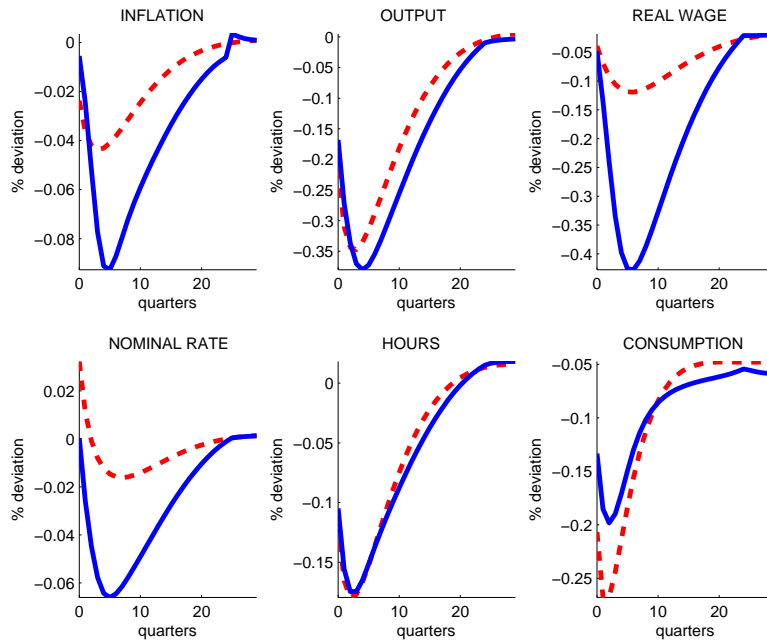 INFLATION
OUTPUT
REAL WAGE
% deviation
0
−0.02
−0.04
−0.06
−0.08
0
10
20
quarters
% deviation
0
−0.05
−0.1
−0.15
−0.2
−0.25
−0.3
−0.35
0
10
20
quarters
% deviation
−0.05
−0.1
−0.15
−0.2
−0.25
−0.3
−0.35
−0.4
0
10
20
quarters
NOMINAL RATE
HOURS
CONSUMPTION
% deviation
0.02
0
−0.02
−0.04
−0.06
0
10
20
quarters
% deviation
0
−0.05
−0.1
−0.15
0
10
20
quarters
% deviation
−0.05
−0.1
−0.15
−0.2
−0.25
0
10
20
quarters